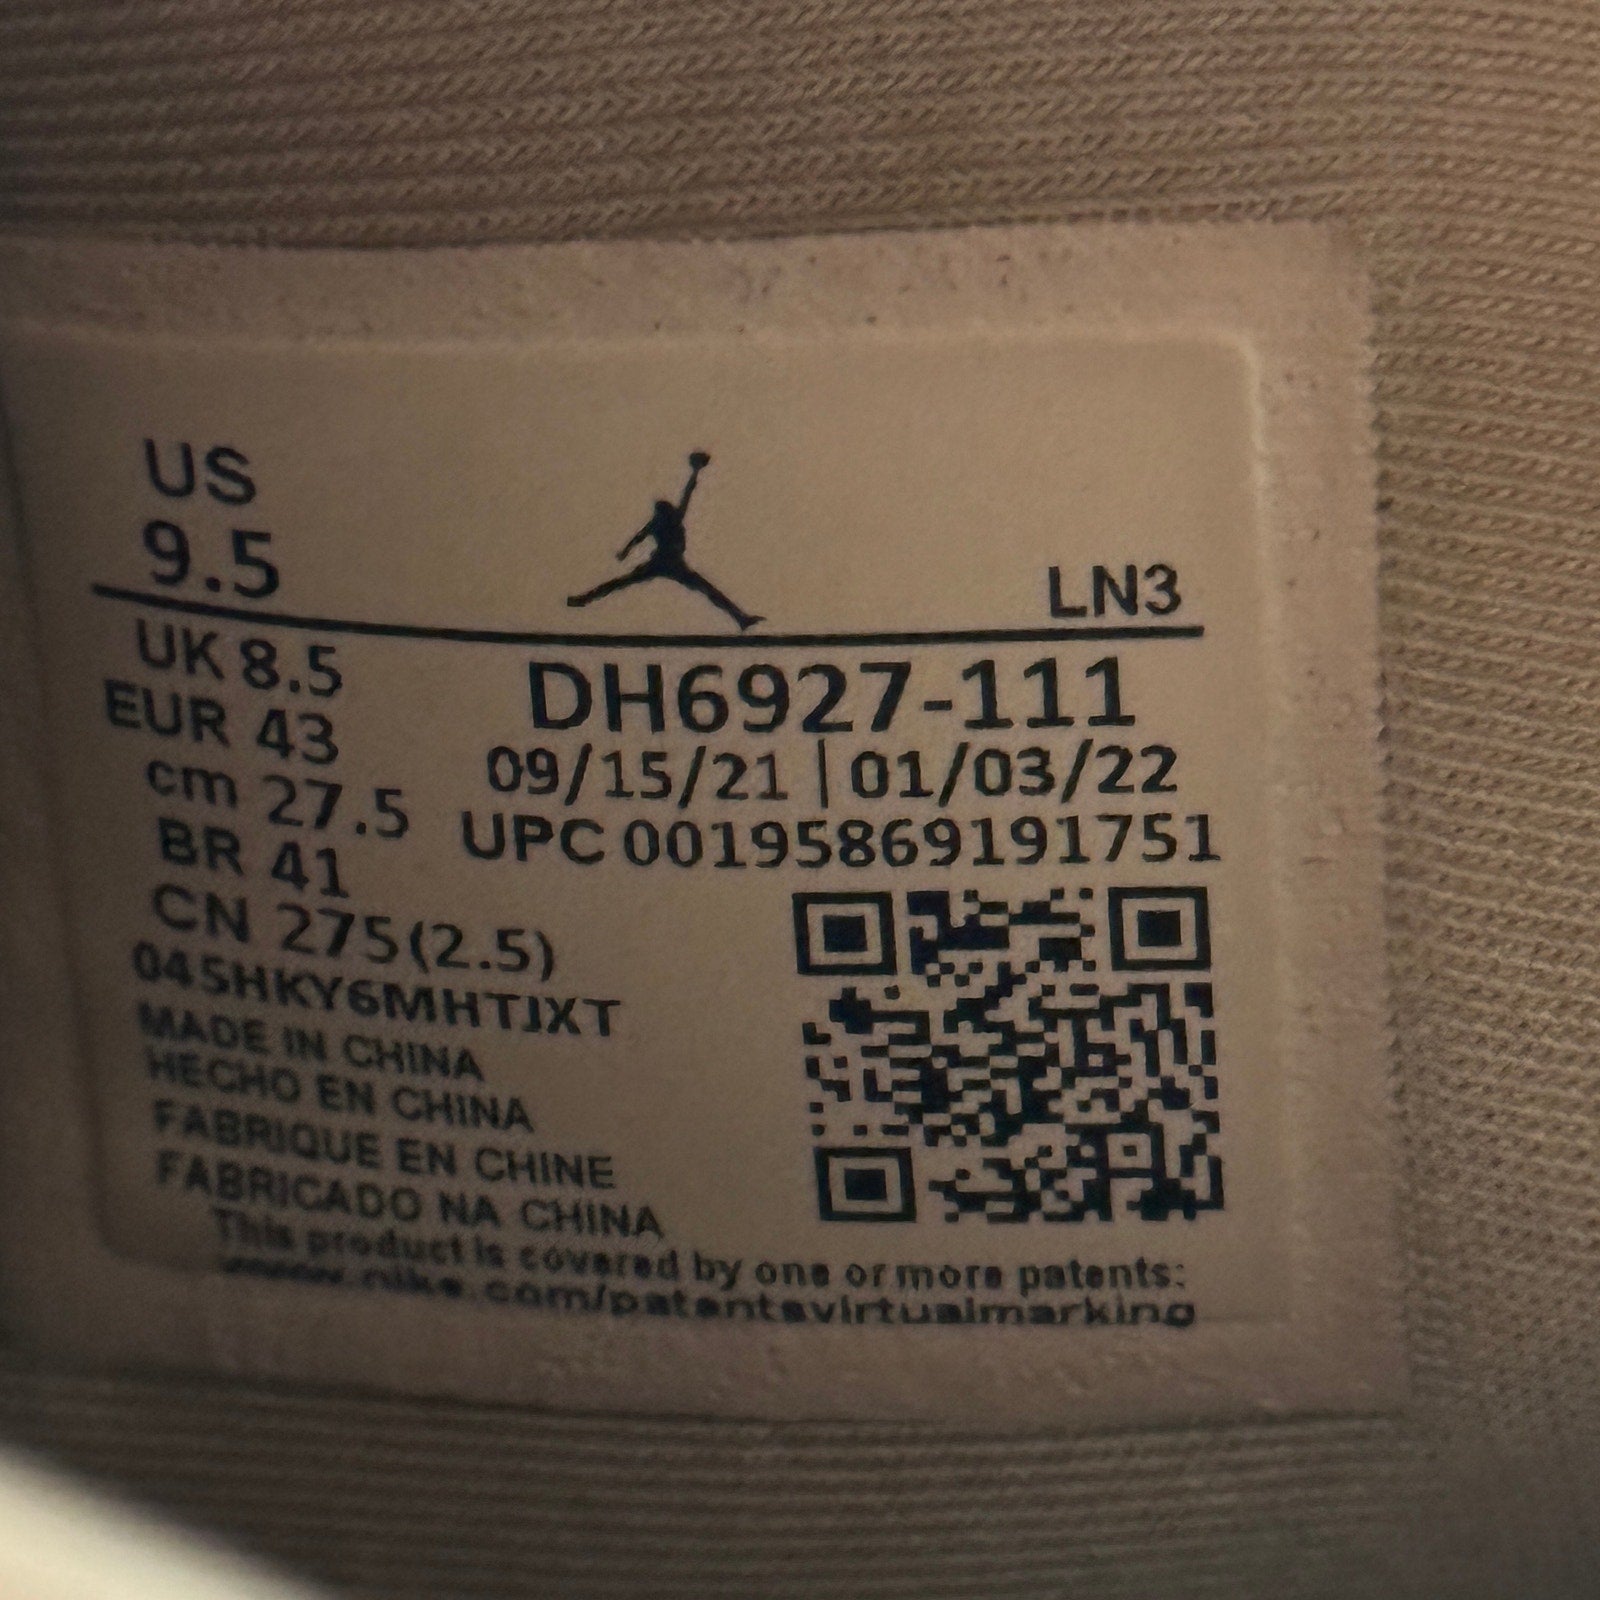 US
9.5
LN3
UK 8.5
EUR 43
cm 27.5
BR 41
CN 275(2.5)
DH6927-111
09/15/21 | 01/03/22
UPC 00195869191751
045HKY6MHTJXT
MADE IN CHINA
HECHO EN CHINA
FABRIQUE EN CHINE
FABRICADO NA CHINA
This product is covered by one or more patents:
www.nike.com/patentsvirtualmarking